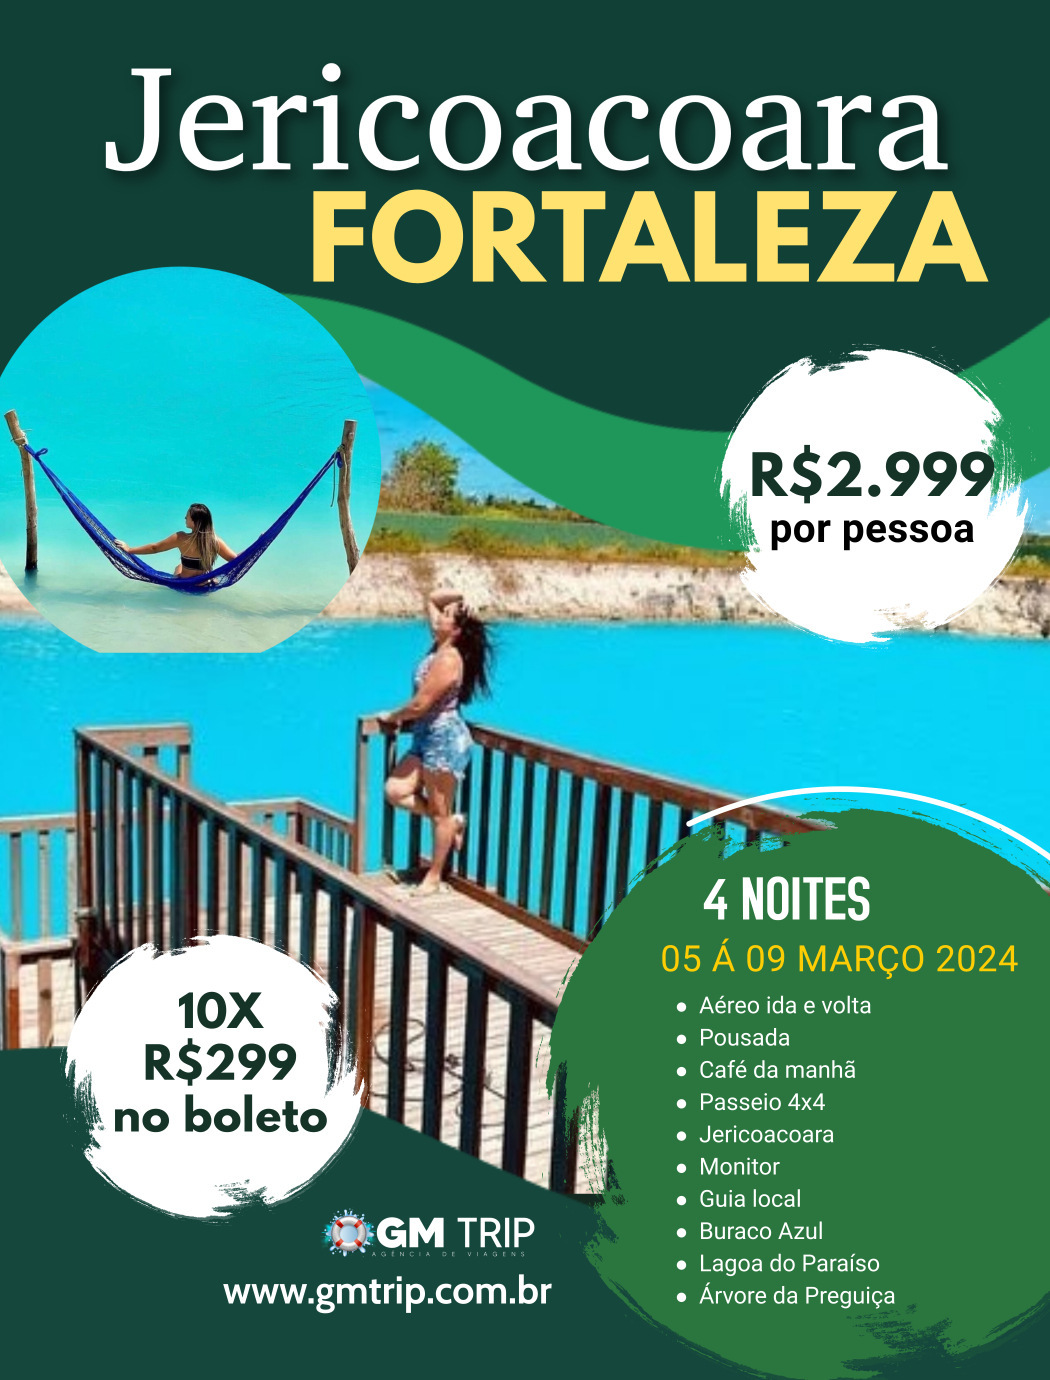 Jericoacoara
FORTALEZA
R$2.999
por pessoa
4 NOITES
05 Á 09 MARÇO 2024
• Aéreo ida e volta
• Pousada
• Café da manhã
• Passeio 4x4
• Jericoacoara
• Monitor
• Guia local
• Buraco Azul
• Lagoa do Paraíso
• Árvore da Preguiça
10X
R$299
no boleto
GM TRIP
AGÊNCIA DE VIAGENS
www.gmtrip.com.br